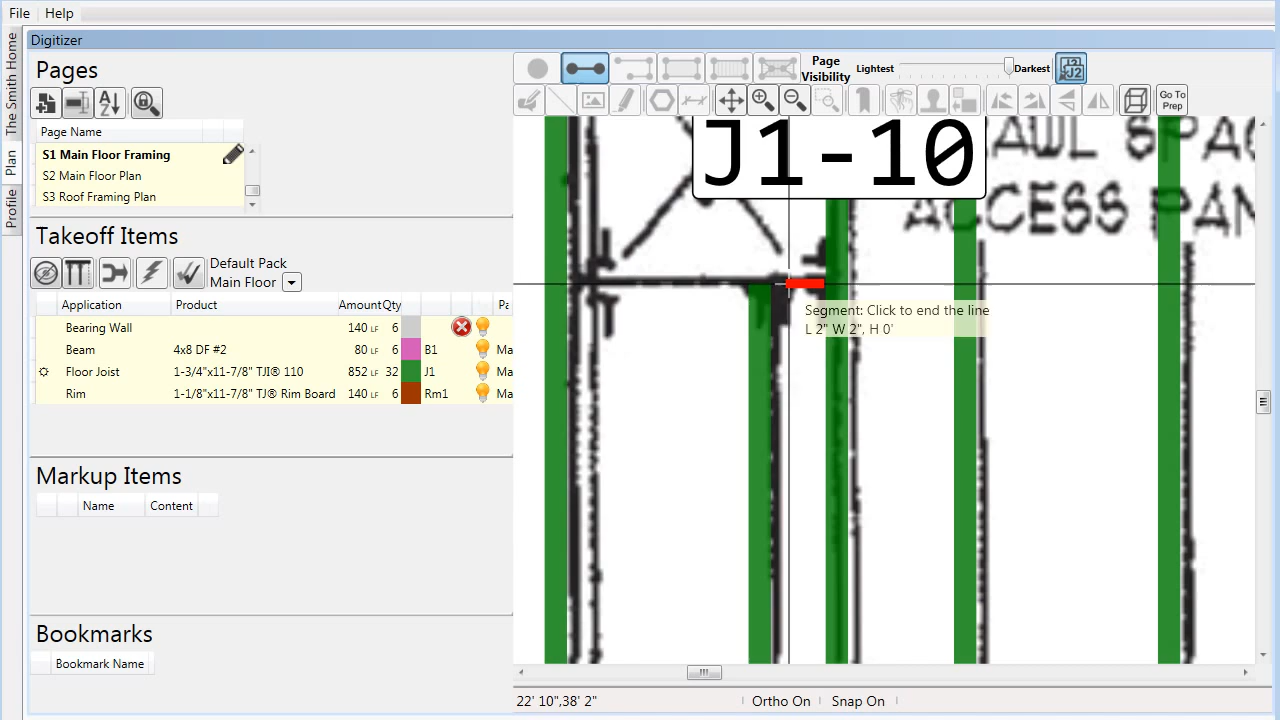 File Help
The Smith Home
Plan
Profile
Digitizer
Pages
A
Z
Page Name
S1 Main Floor Framing
S2 Main Floor Plan
S3 Roof Framing Plan
Takeoff Items
Default Pack
Main Floor
Application Product Amount Qty Pa
Bearing Wall 140 LF 6
Beam 4x8 DF #2 80 LF 6 B1 Ma
Floor Joist 1-3/4"x11-7/8" TJI® 110 852 LF 32 J1 Ma
Rim 1-1/8"x11-7/8" TJ® Rim Board 140 LF 6 Rm1 Ma
Markup Items
Name Content
Bookmarks
Bookmark Name
Page
Visibility
Lightest Darkest
J2
Go To
Prep
J1-10
AWL SPAC
ACCESS PAN
Segment: Click to end the line
L 2" W 2", H 0'
22' 10",38' 2" Ortho On Snap On